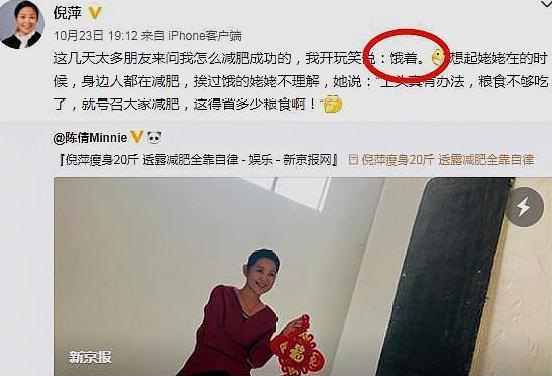 倪萍
10月23日 19:12 来自 iPhone客户端
这几天太多朋友来问我怎么减肥成功的，我开玩笑说：饿着。想起姥姥在的时
候，身边人都在减肥，挨过饿的姥姥不理解，她说：“上头真有办法，粮食不够吃
了，就号召大家减肥，这得省多少粮食啊！”
@陈倩Minnie
『倪萍瘦身20斤 透露减肥全靠自律 - 娱乐 - 新京报网』 倪萍瘦身20斤 透露减肥全靠自律
福
新京报